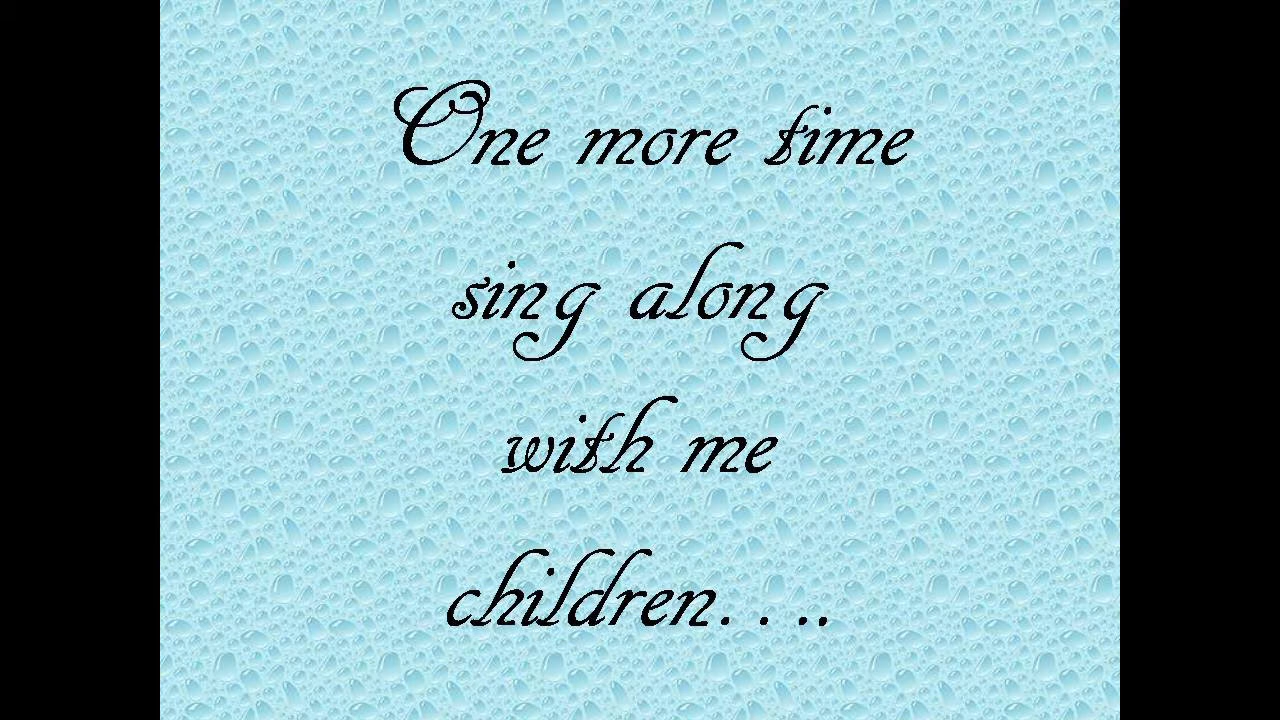 One more time
sing along
with me
children. . ..